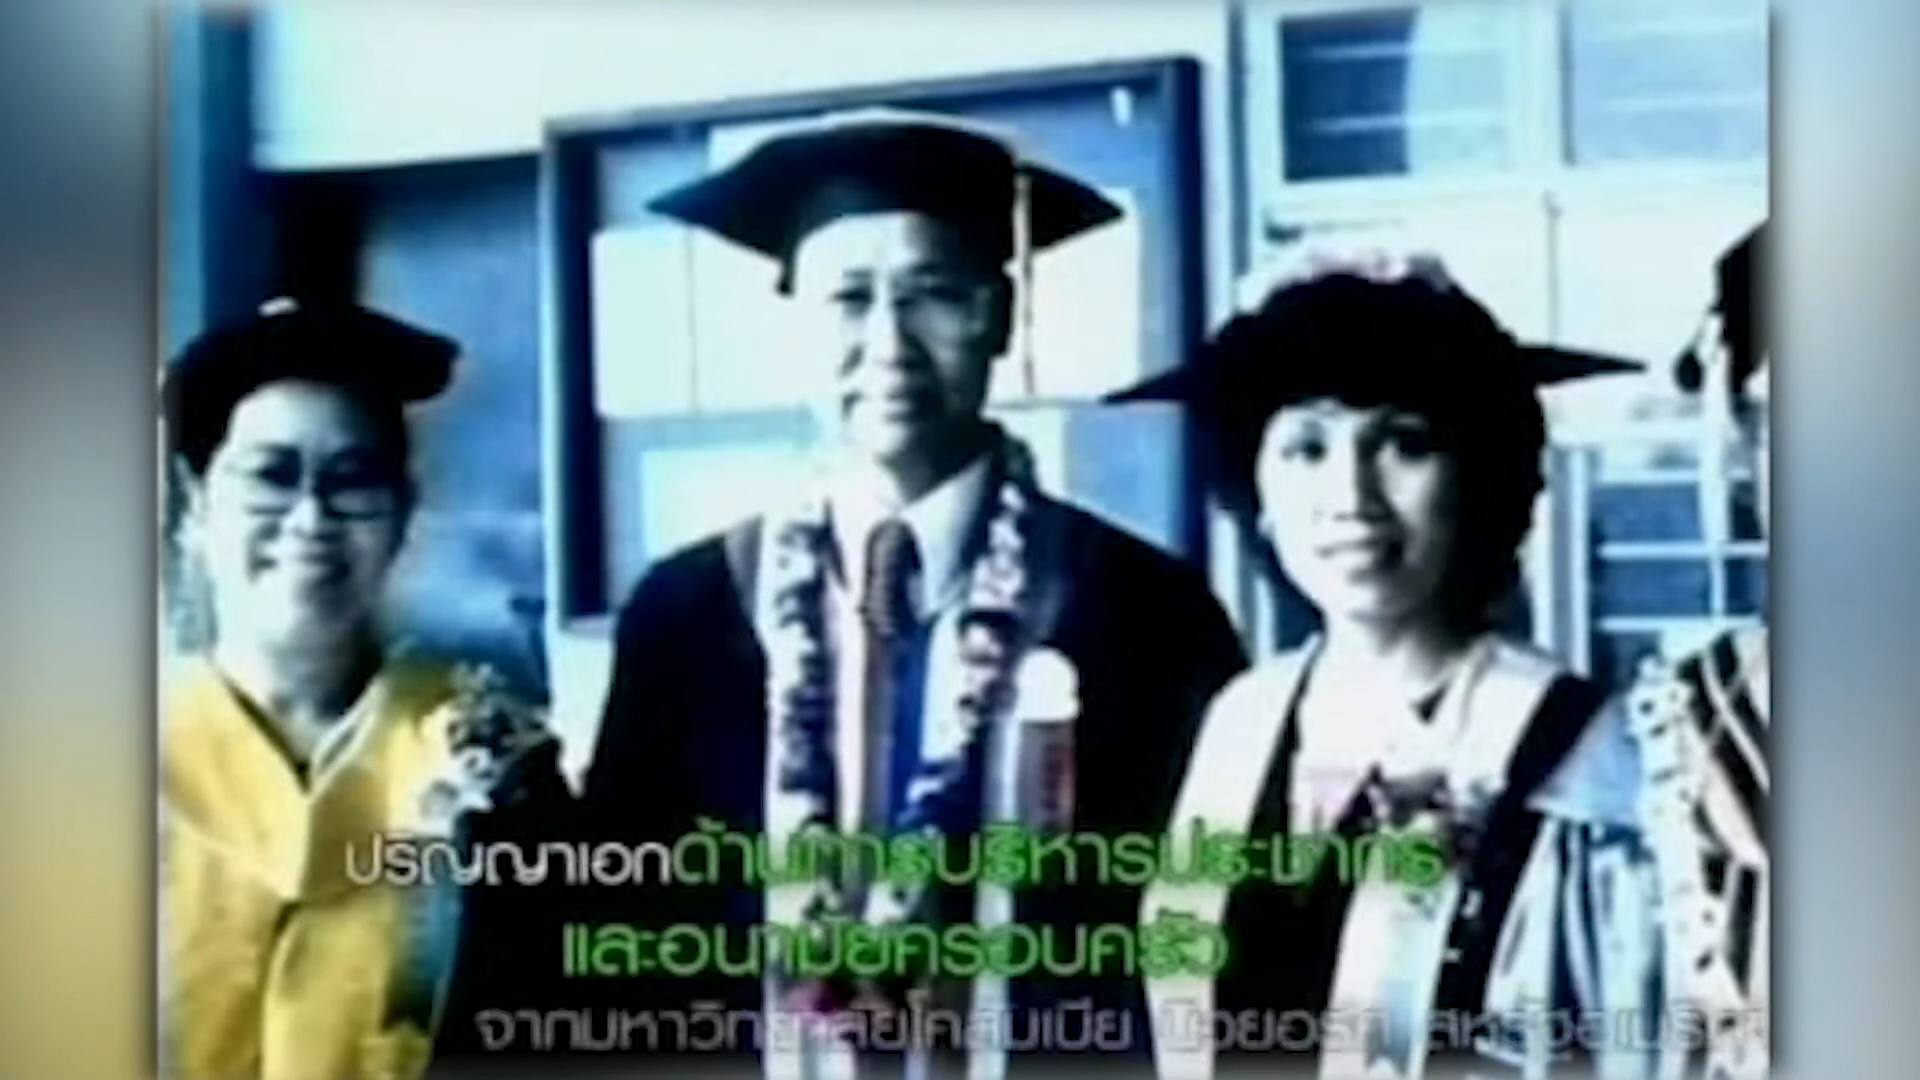 ปริญญาเอกด้านการบริหารประชากร
และอนามัยครอบครัว
จากมหาวิทยาลัยโคลัมเบีย นิวยอร์ค สหรัฐอเมริกา